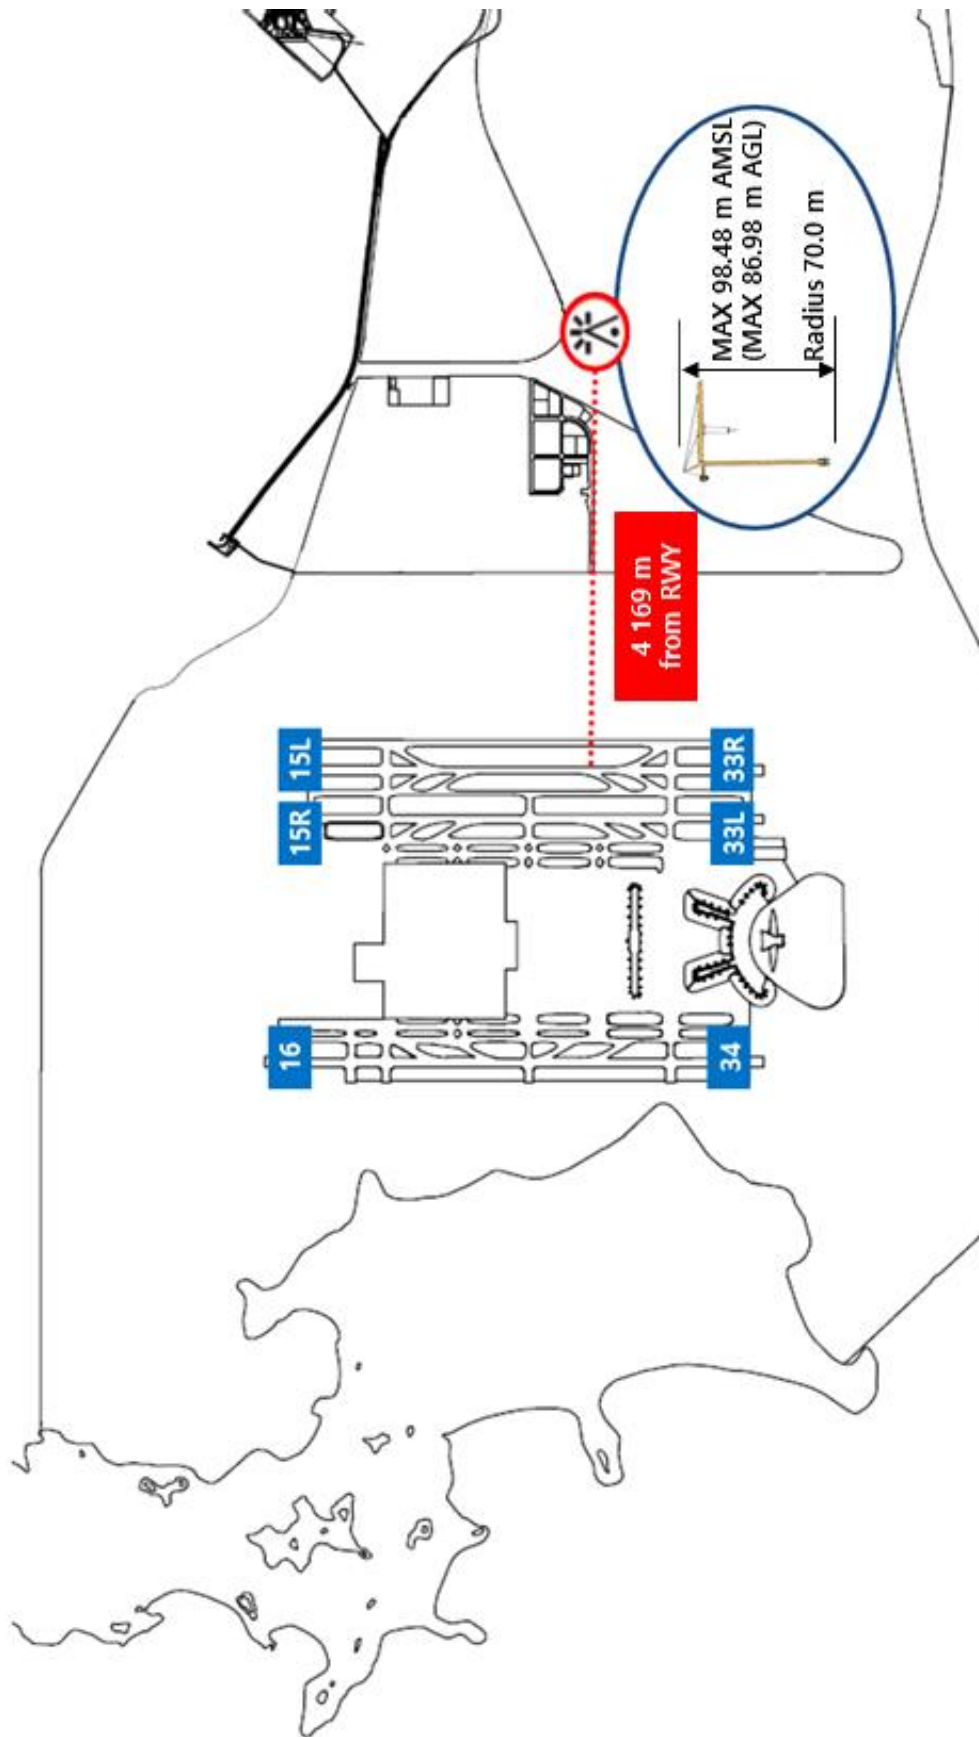 16
15R
15L
34
33L
33R
4 169 m
from RWY
MAX 98.48 m AMSL
(MAX 86.98 m AGL)
Radius 70.0 m